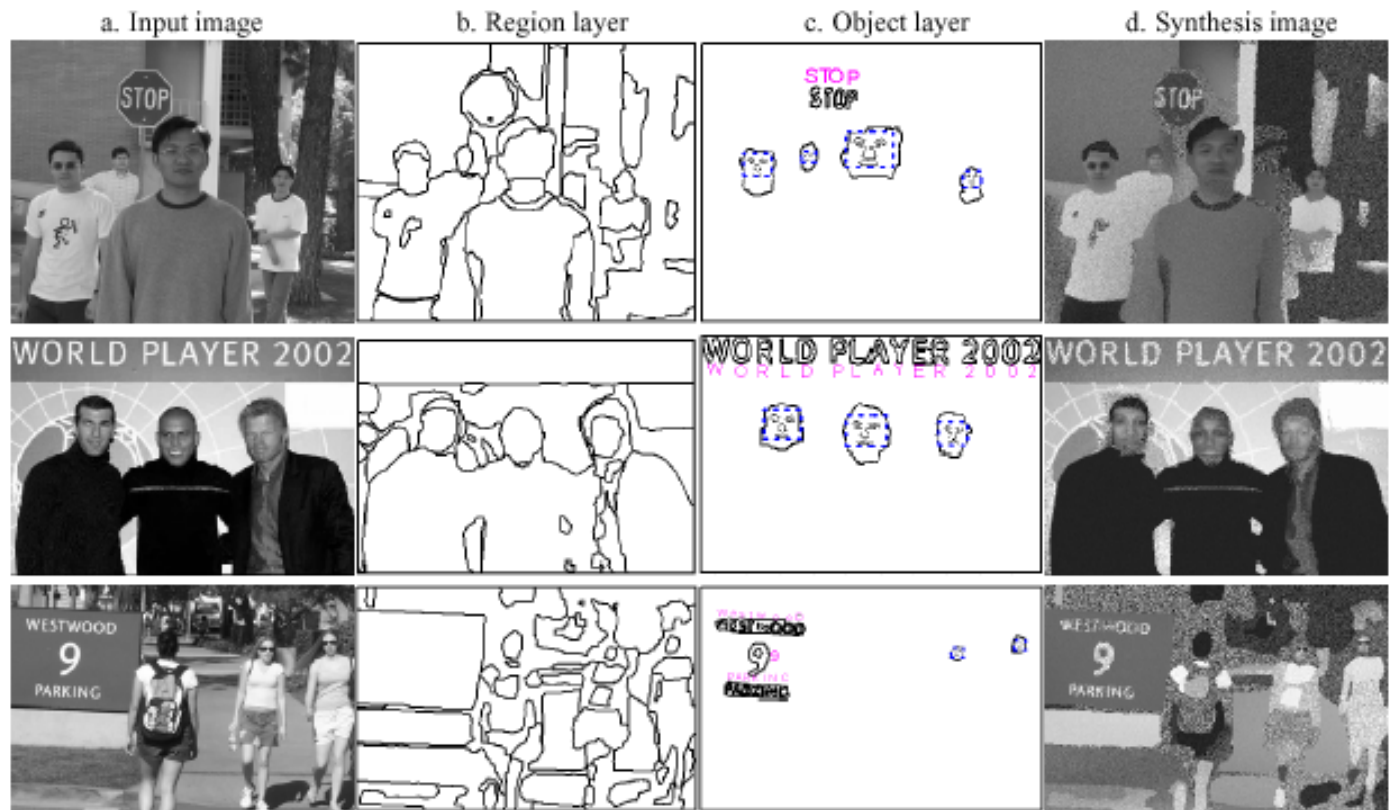 a. Input image b. Region layer c. Object layer d. Synthesis image
STOP STOP STOP STOP
WORLD PLAYER 2002 WORLD PLAYER 2002 WORLD PLAYER 2002
WORLD PLAYER 2002
WESTWOOD WESTWOOD WESTWOOD WESTWOOD
9 9 9 9
PARKING PARKING PARKING
PARKING